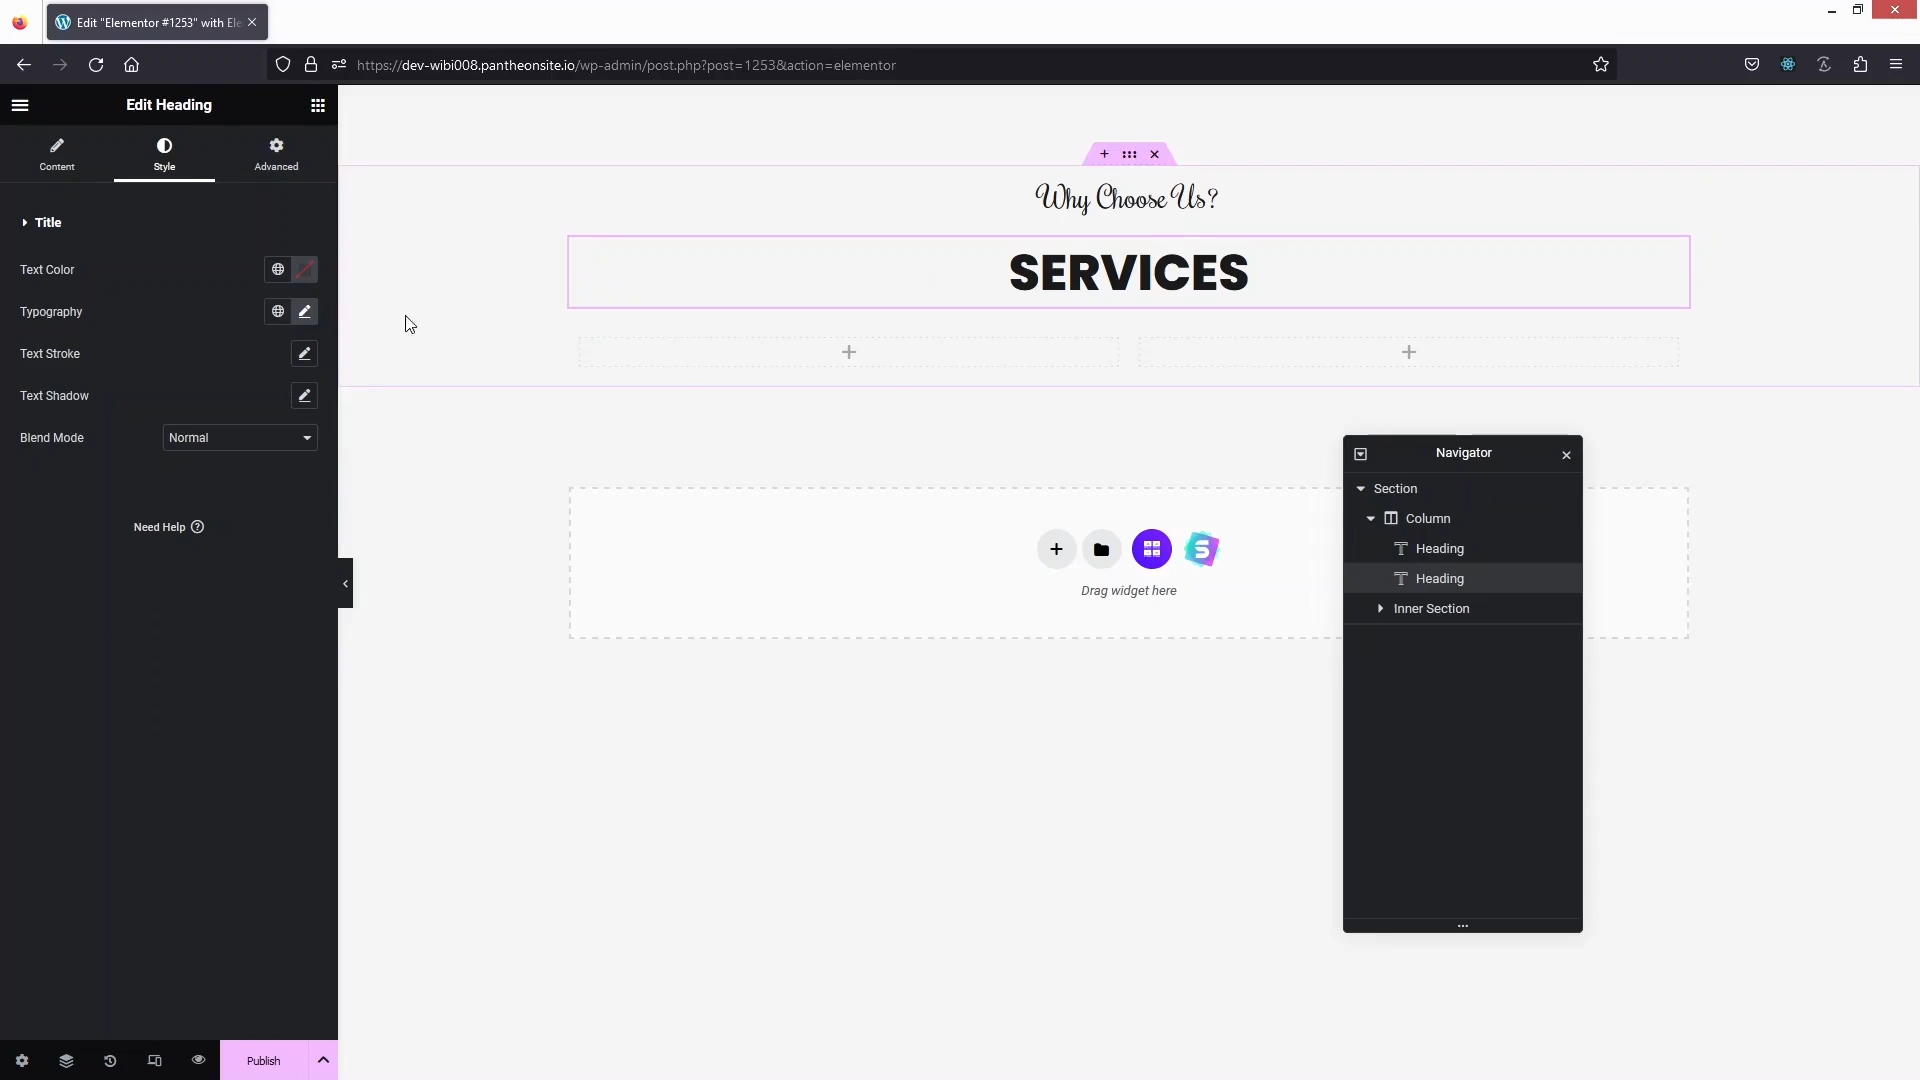 Edit "Elementor #1253" with Ele
https://dev-wibi008.pantheonsite.io/wp-admin/post.php?post=1253&action=elementor
Edit Heading
Content
Style
Advanced
Title
Text Color
Typography
Text Stroke
Text Shadow
Blend Mode
Normal
Need Help
Publish
Why Choose Us?
SERVICES
Drag widget here
Navigator
Section
Column
Heading
Heading
Inner Section